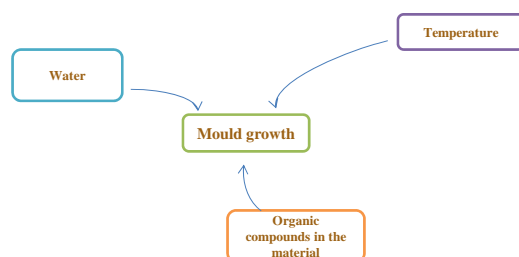 Temperature
Water
Mould growth
Organic
compounds in the
material